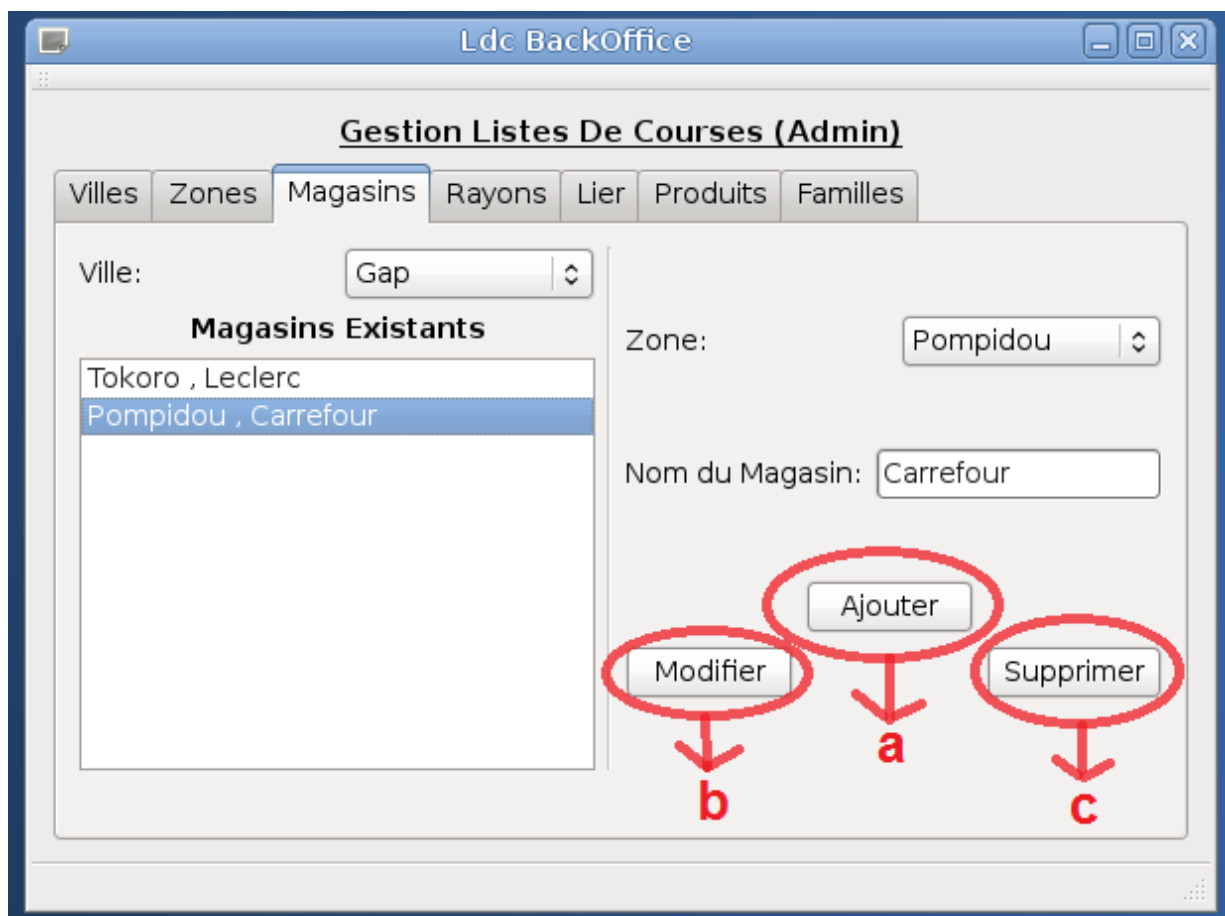 Ldc BackOffice
Gestion Listes De Courses (Admin)
Villes Zones Magasins Rayons Lier Produits Familles
Ville: Gap
Magasins Existants
Tokoro , Leclerc
Pompidou , Carrefour
Zone: Pompidou
Nom du Magasin: Carrefour
Ajouter
Modifier Supprimer
a
b c